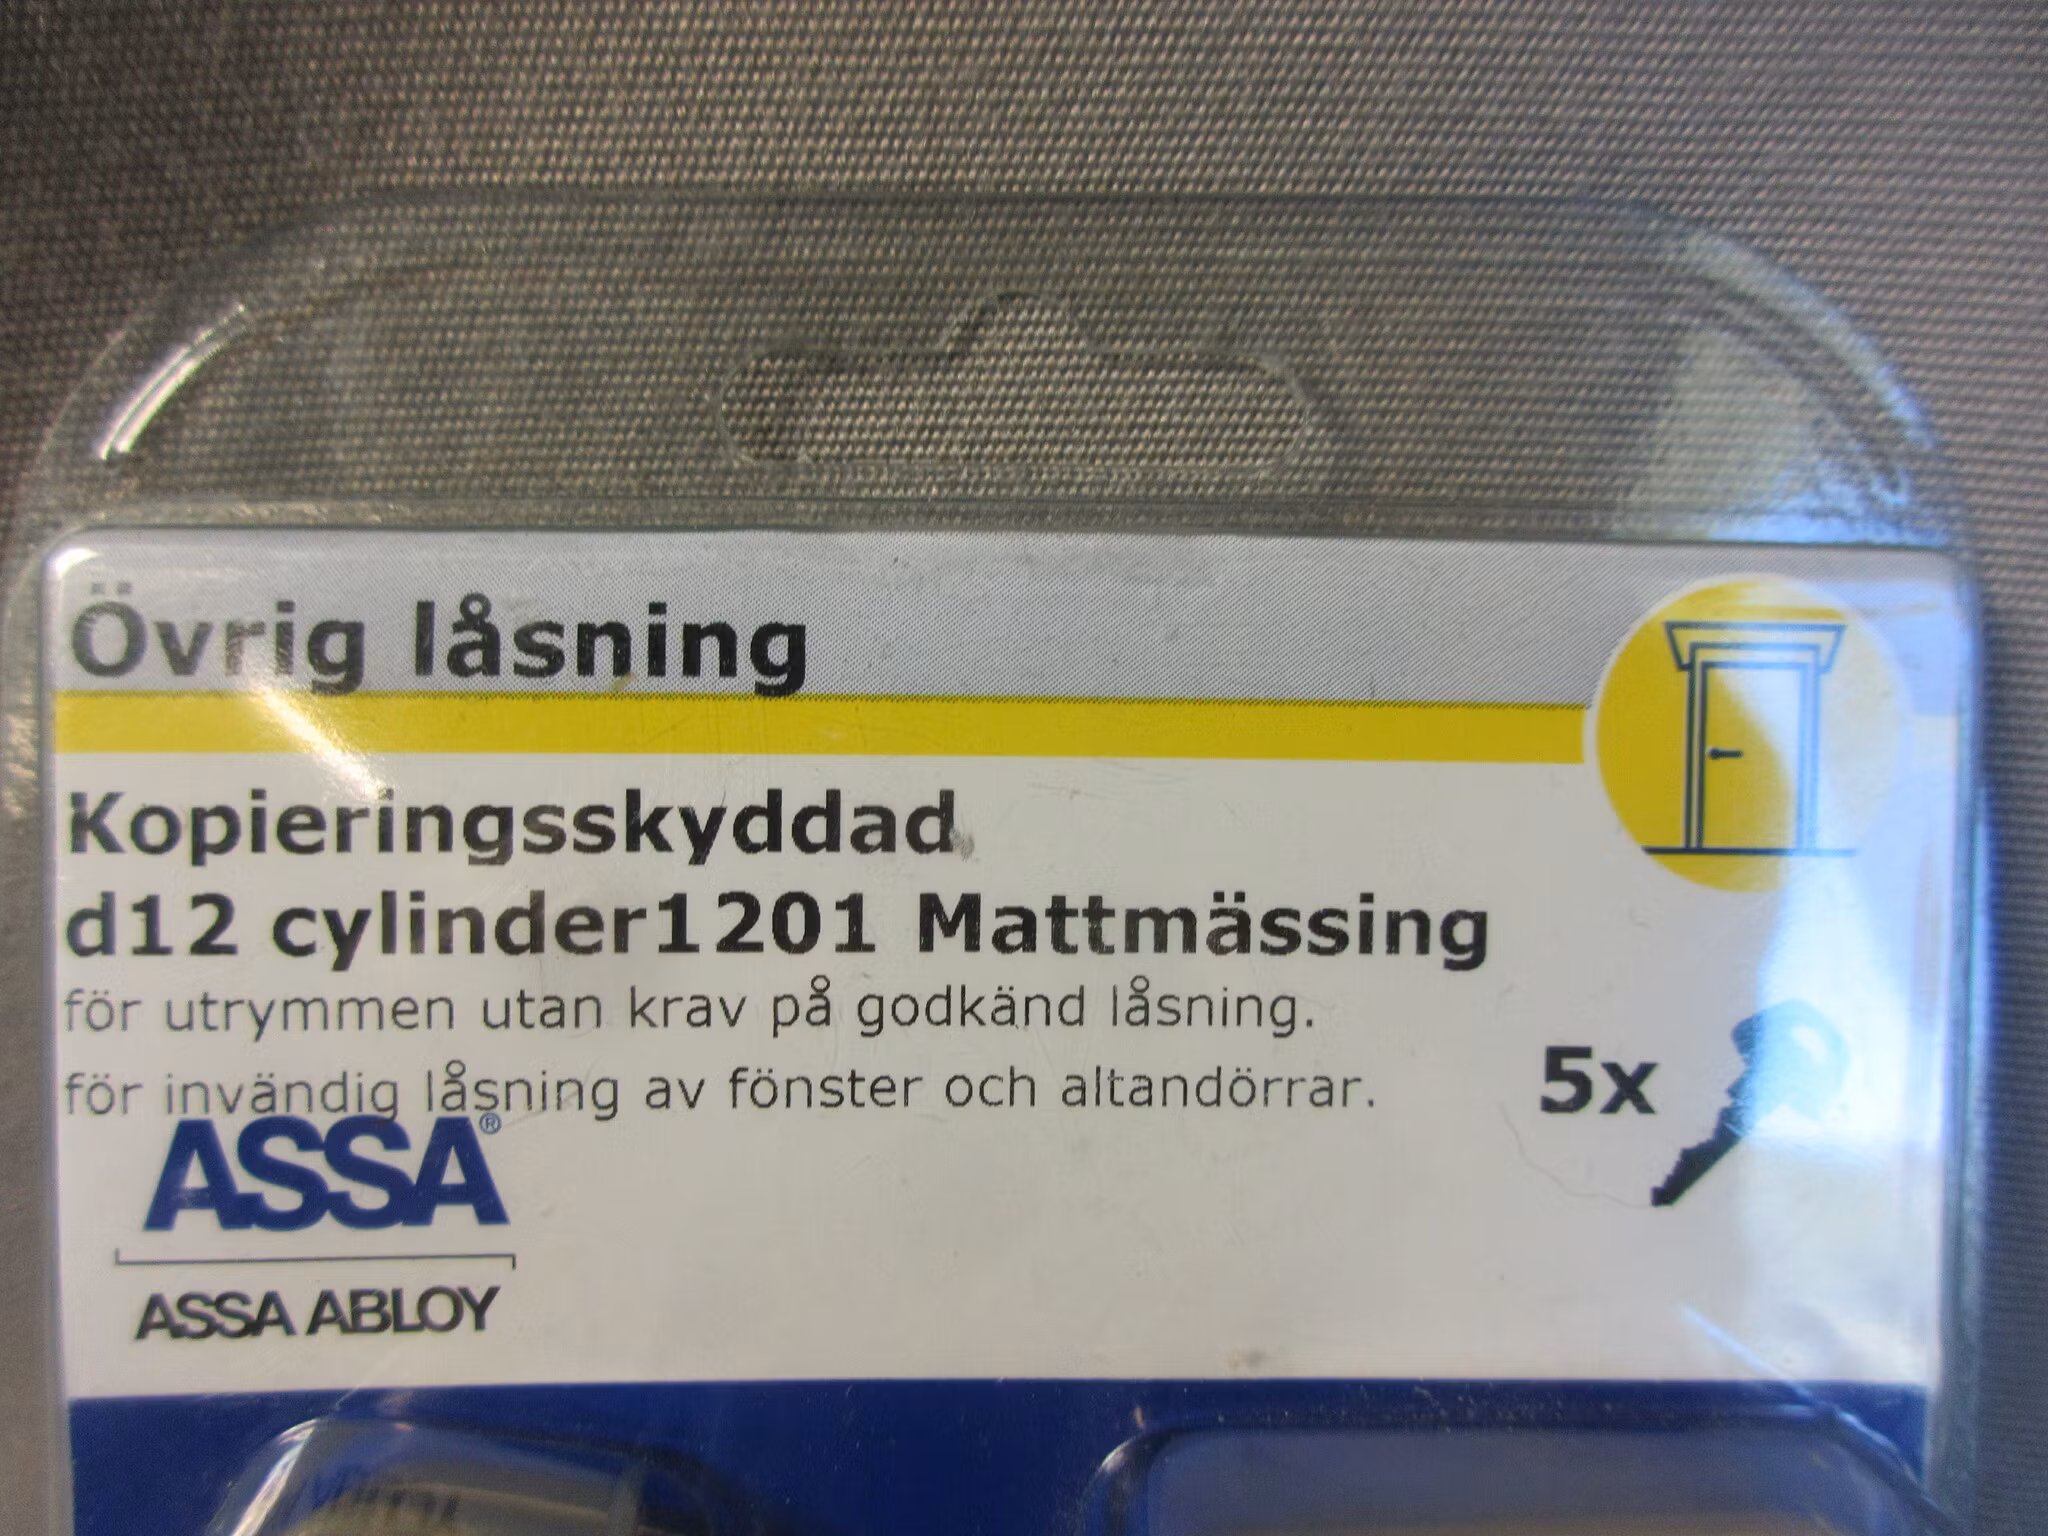 Övrig låsning
Kopieringsskyddad
d12 cylinder1201 Mattmässing
för utrymmen utan krav på godkänd låsning.
för invändig låsning av fönster och altandörrar.
5x
ASSA®
ASSA ABLOY